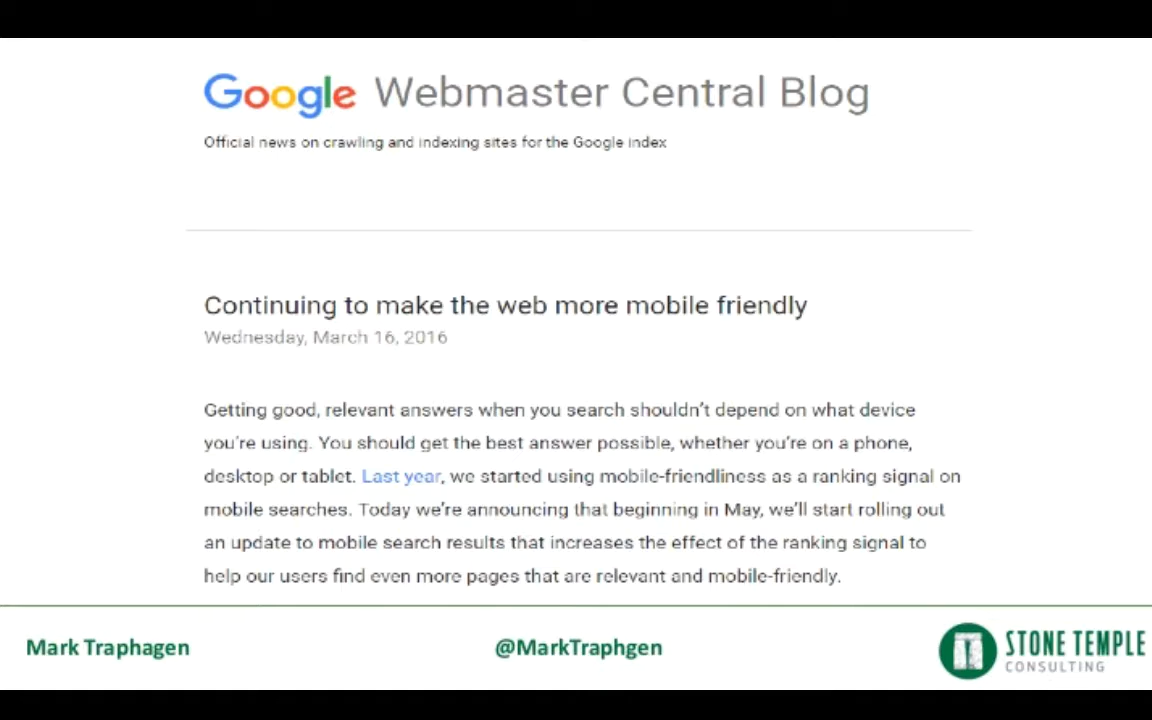 Google Webmaster Central Blog
Official news on crawling and indexing sites for the Google index
Continuing to make the web more mobile friendly
Wednesday, March 16, 2016
Getting good, relevant answers when you search shouldn't depend on what device
you're using. You should get the best answer possible, whether you're on a phone,
desktop or tablet. Last year, we started using mobile-friendliness as a ranking signal on
mobile searches. Today we're announcing that beginning in May, we'll start rolling out
an update to mobile search results that increases the effect of the ranking signal to
help our users find even more pages that are relevant and mobile-friendly.
Mark Traphagen
@MarkTraphgen
STONE TEMPLE
CONSULTING